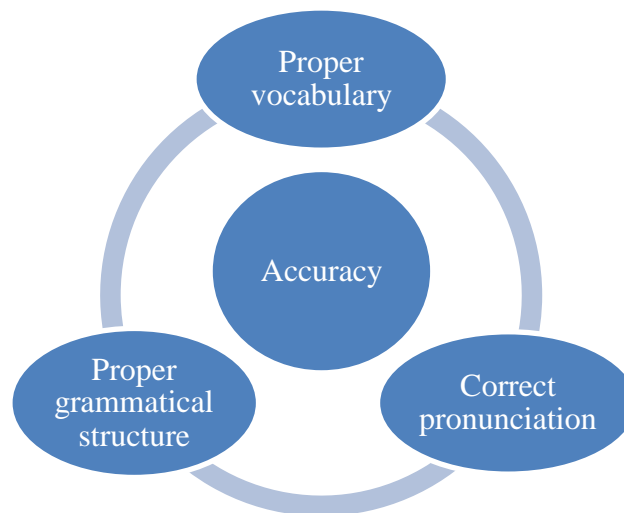 Proper
vocabulary
Accuracy
Proper
grammatical
structure
Correct
pronunciation